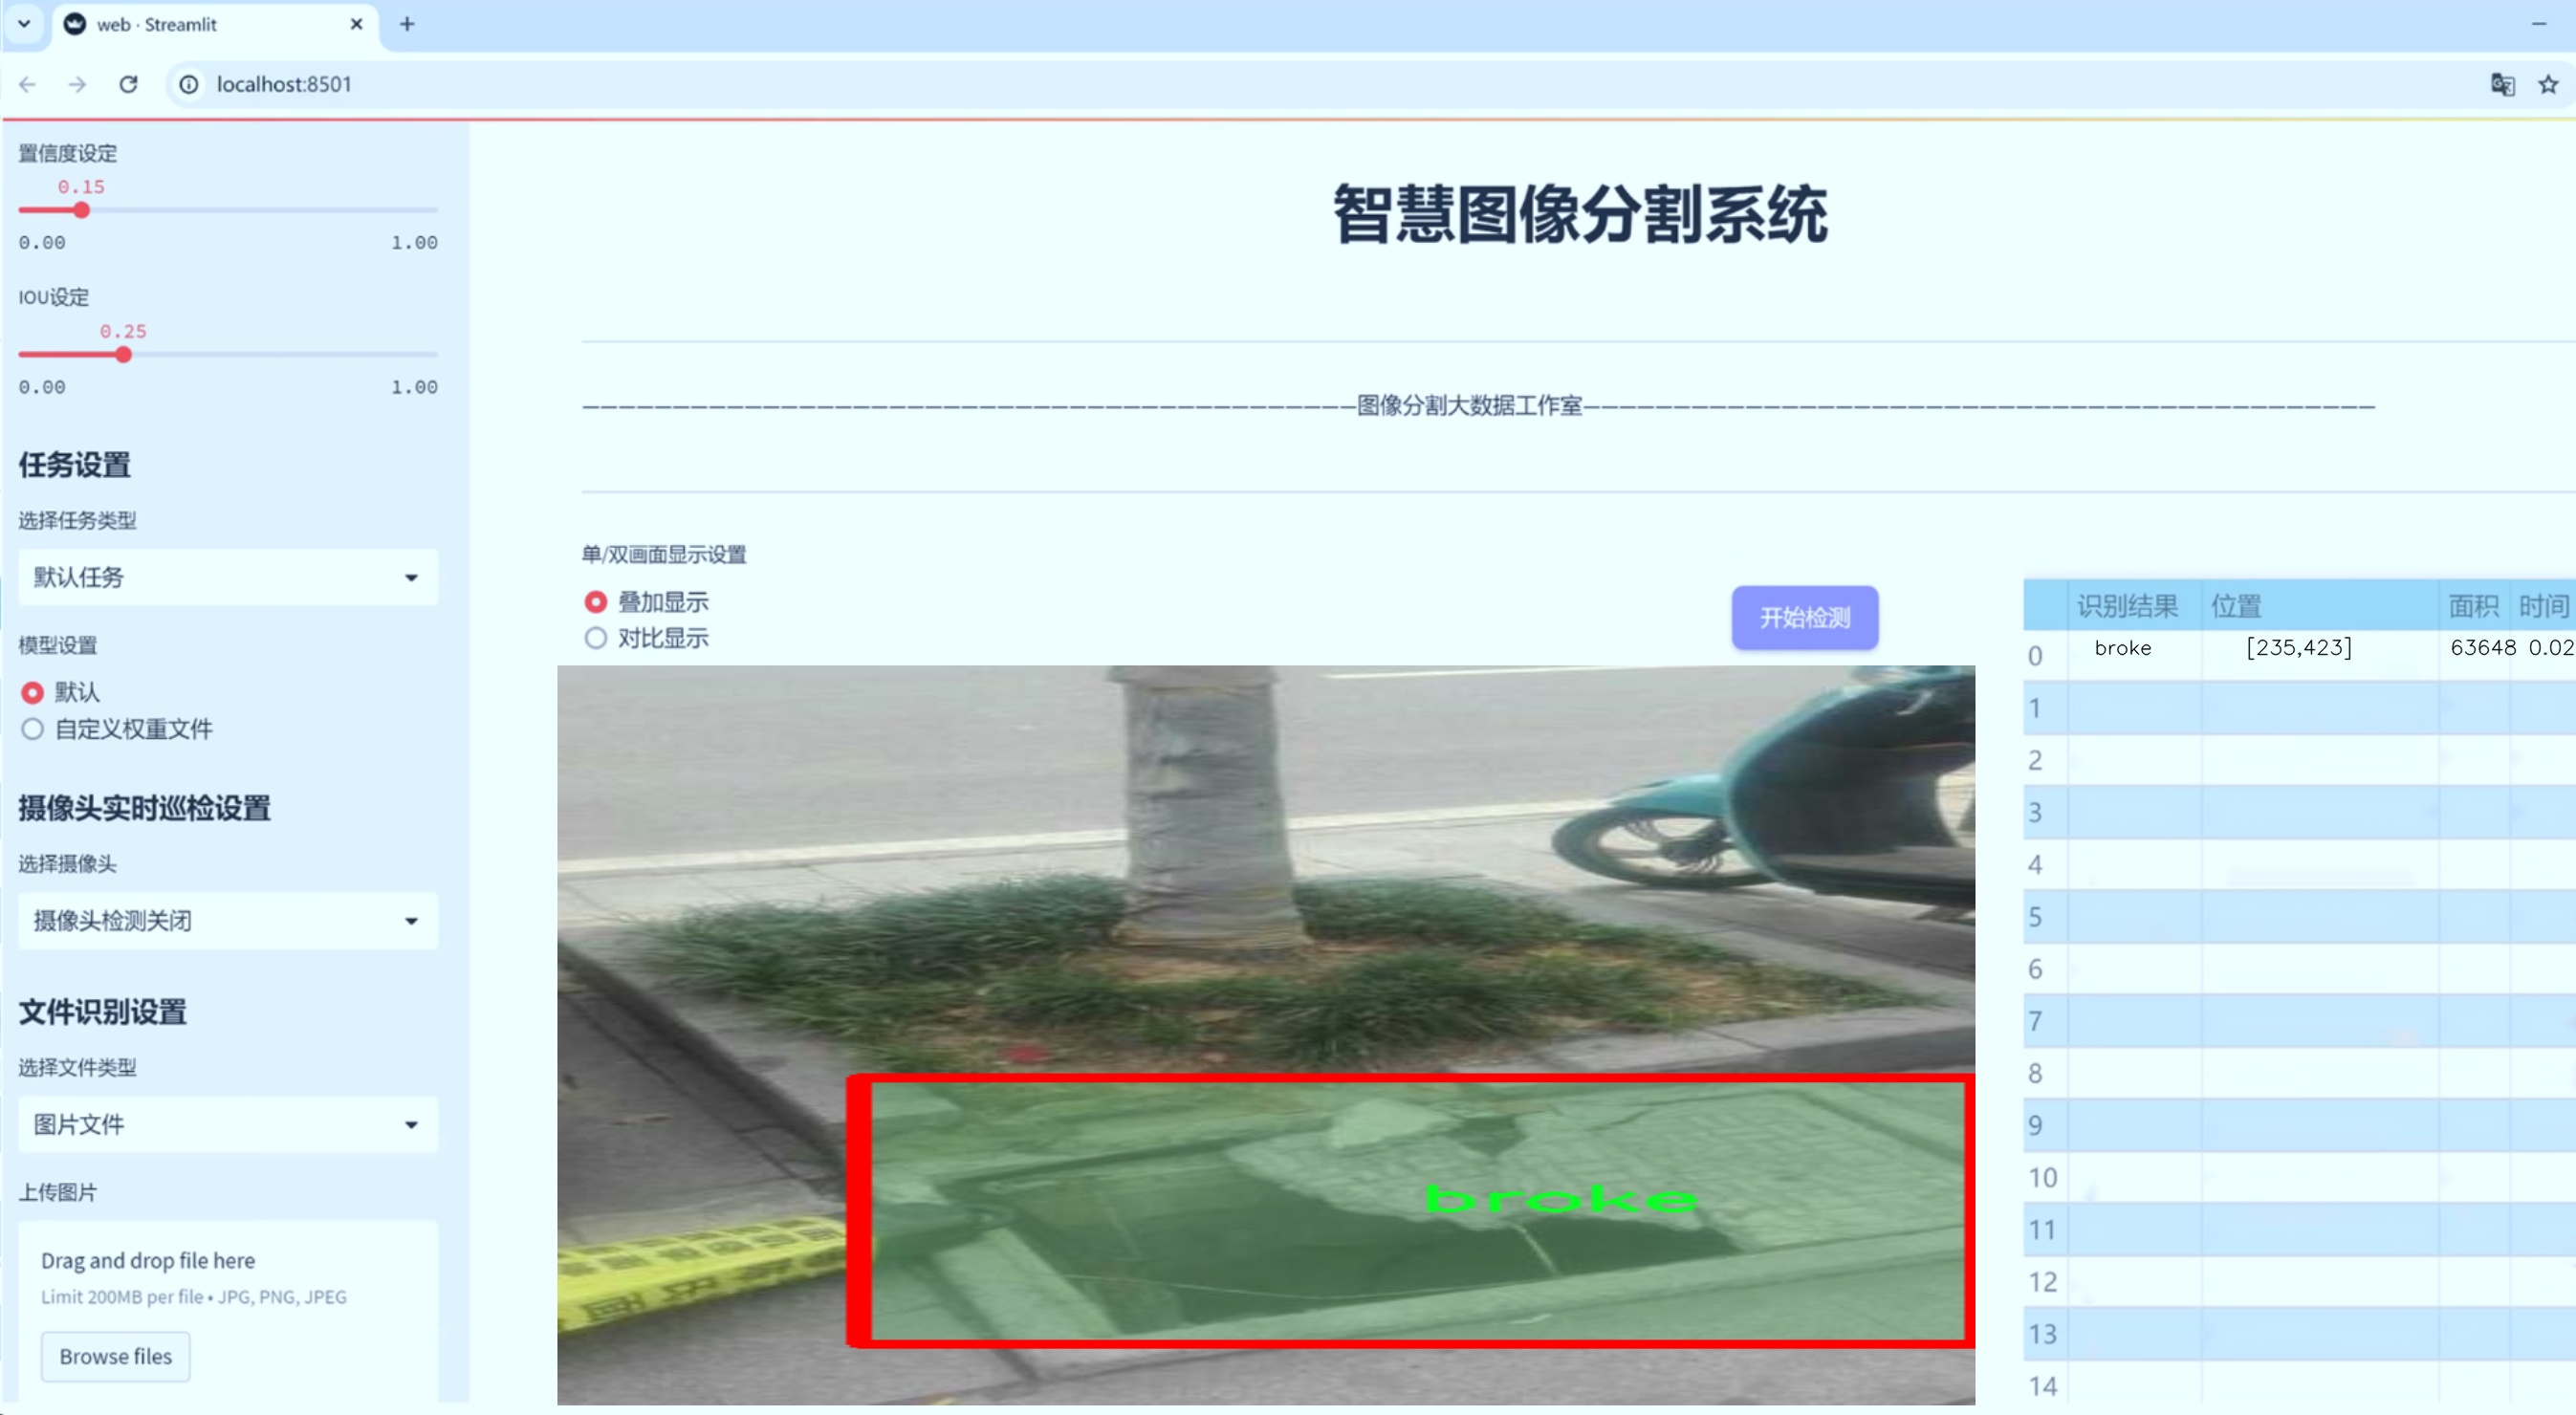 web · Streamlit
localhost:8501
置信度设定
0.15
0.00 1.00
IOU设定
0.25
0.00 1.00
任务设置
选择任务类型
默认任务
模型设置
默认
自定义权重文件
摄像头实时巡检设置
选择摄像头
摄像头检测关闭
文件识别设置
选择文件类型
图片文件
上传图片
Drag and drop file here
Limit 200MB per file • JPG, PNG, JPEG
Browse files
智慧图像分割系统
图像分割大数据工作室
单/双画面显示设置
叠加显示
对比显示
开始检测
broke
识别结果 位置 面积 时间
0 broke [235,423] 63648 0.02
1
2
3
4
5
6
7
8
9
10
11
12
13
14